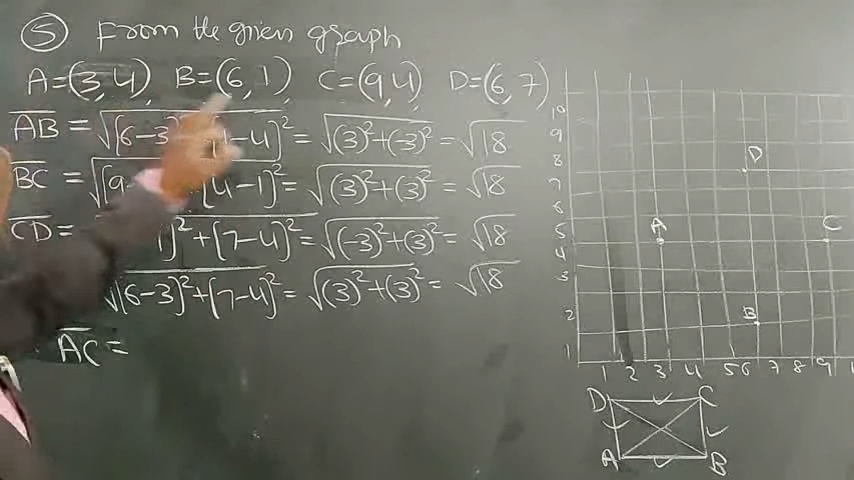 5 From the given graph
A=(3,4), B=(6,1), C=(9,4), D=(6,7)
AB = √[6-3]² [1-4]² = √(3)²+(-3)² = √18
BC = √[9- [4-1]² = √(3)²+(3)² = √18
CD = 1]²+[7-4]² = √(-3)²+(3)² = √18
√[6-3]²+[7-4]² = √(3)²+(3)² = √18
AC =
10
9
8
7
6
5
4
3
2
1
D
A
C
B
1 2 3 4 5 6 7 8 9
D C
A B